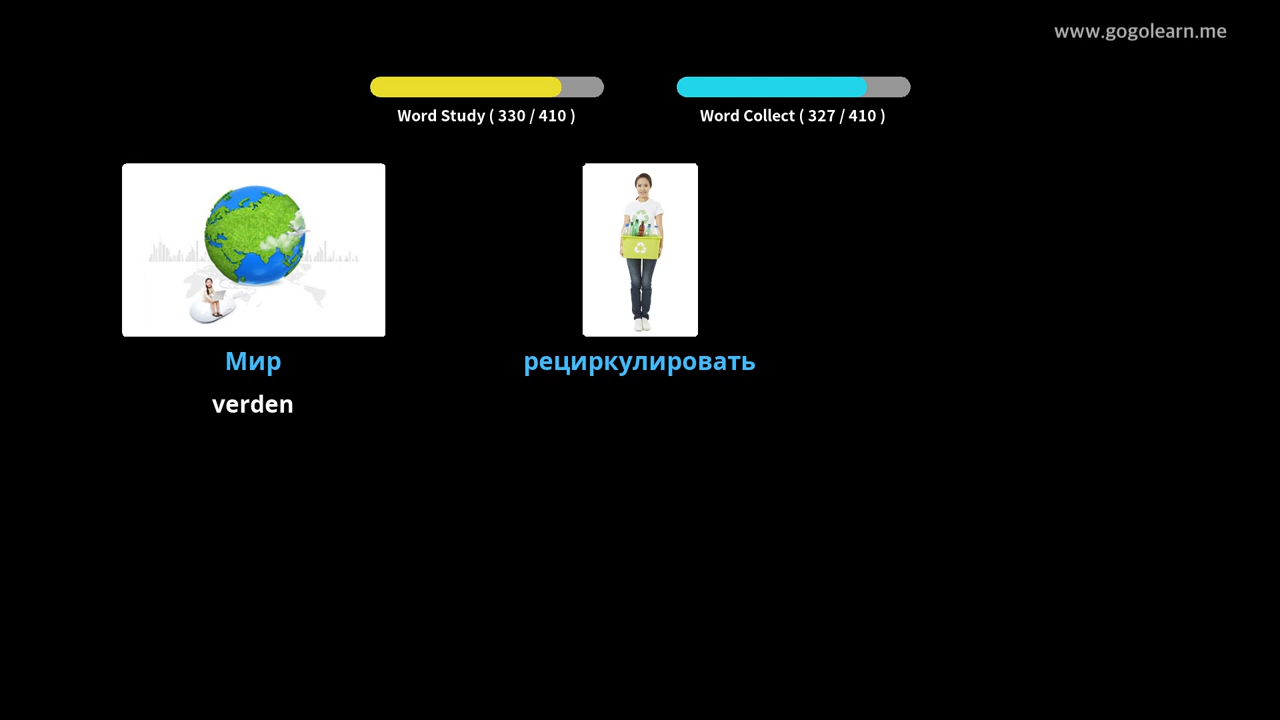 www.gogolearn.me
Word Study ( 330 / 410 )
Word Collect ( 327 / 410 )
Мир
рециркулировать
verden